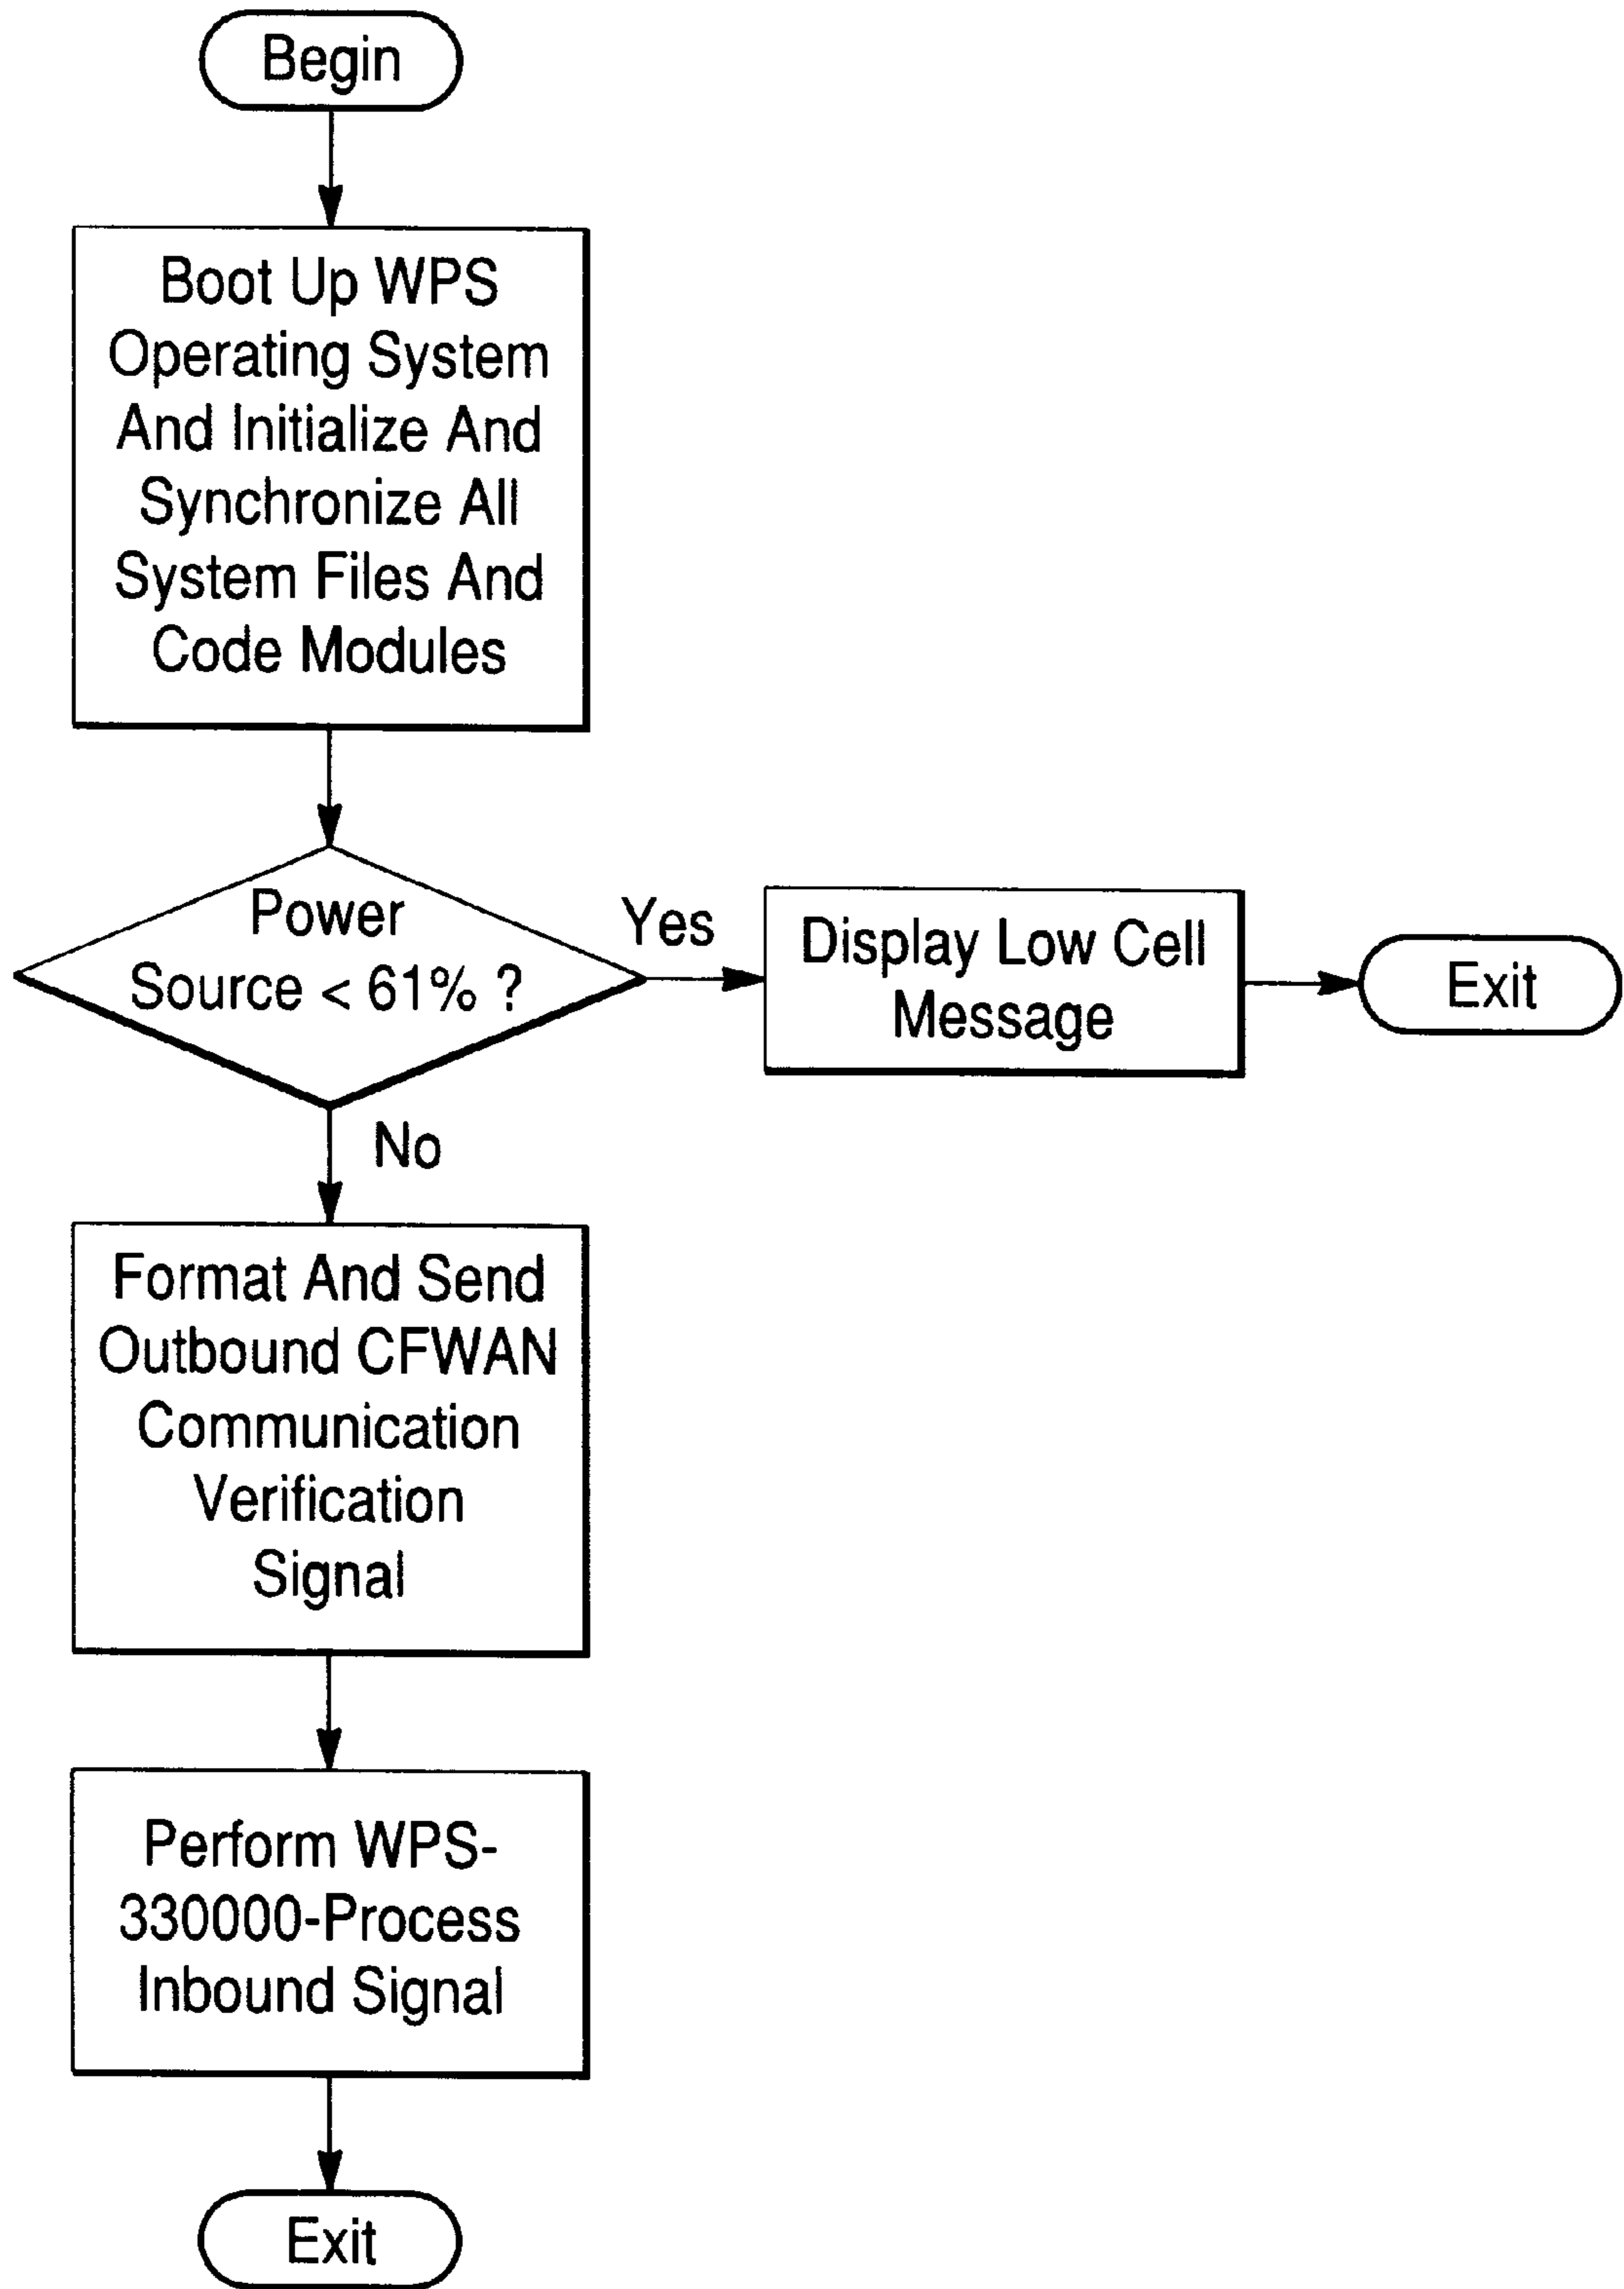 Begin
Boot Up WPS
Operating System
And Initialize And
Synchronize All
System Files And
Code Modules
Power
Source < 61% ?
Yes
Display Low Cell
Message
Exit
No
Format And Send
Outbound CFWAN
Communication
Verification
Signal
Perform WPS-
330000-Process
Inbound Signal
Exit